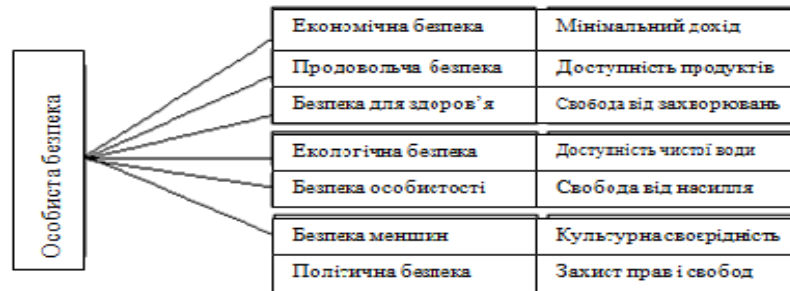 Особиста безпека
Економічна безпека Мінімальний дохід
Продовольча безпека Доступність продуктів
Безпека для здоров’я Свобода від захворювань
Екологічна безпека Доступність чистої води
Безпека особистості Свобода від насилля
Безпека меншин Культурна своєрідність
Політична безпека Захист прав і свобод